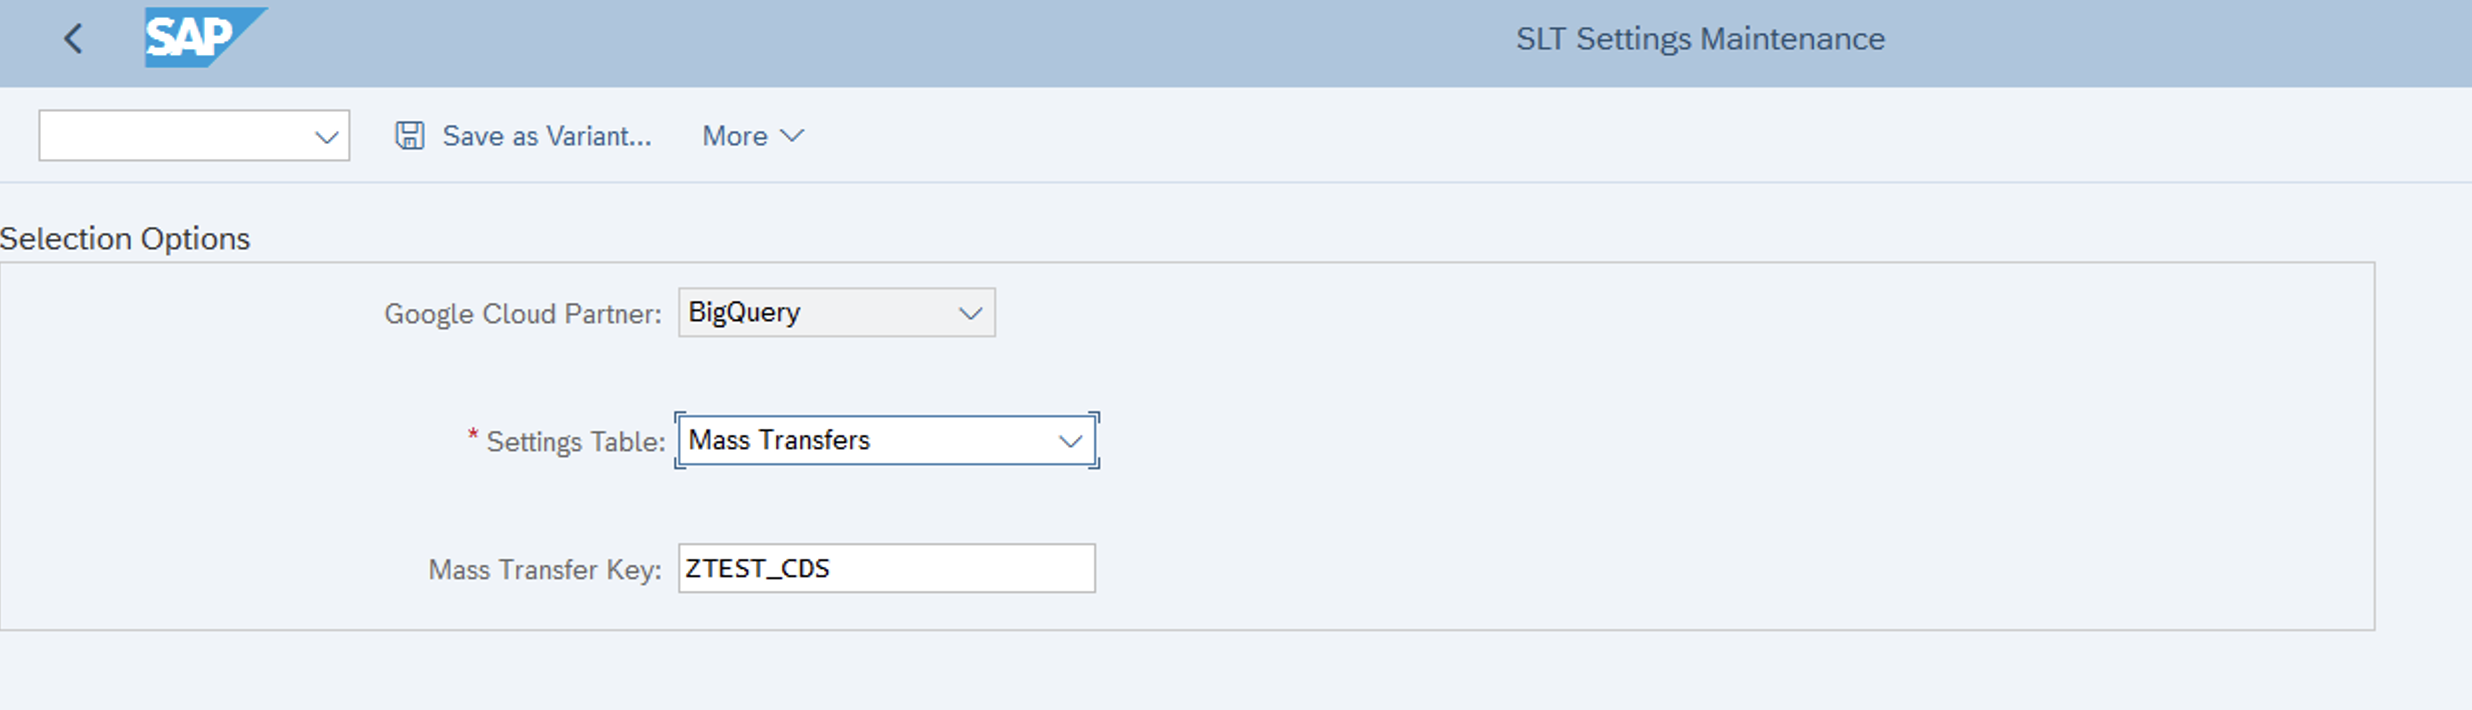 SAP
SLT Settings Maintenance
Save as Variant... More
Selection Options
Google Cloud Partner: BigQuery
* Settings Table: Mass Transfers
Mass Transfer Key: ZTEST_CDS